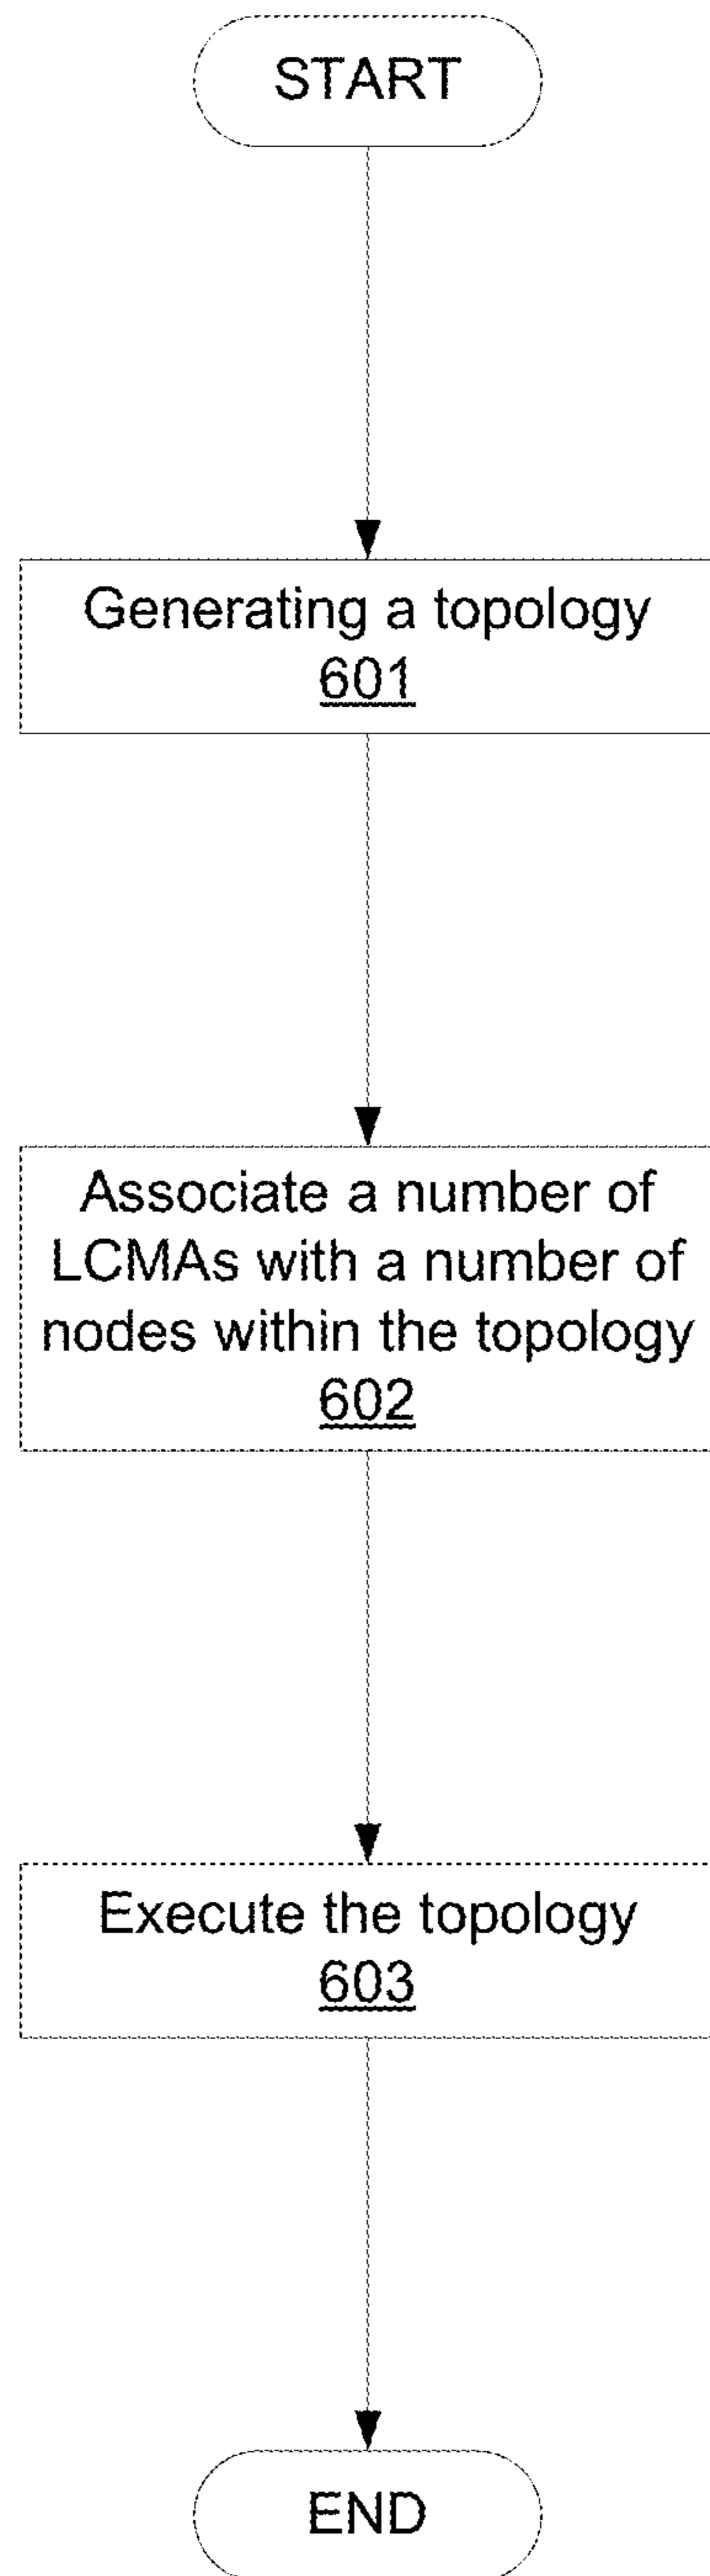 START
Generating a topology
601
Associate a number of
LCMAs with a number of
nodes within the topology
602
Execute the topology
603
END